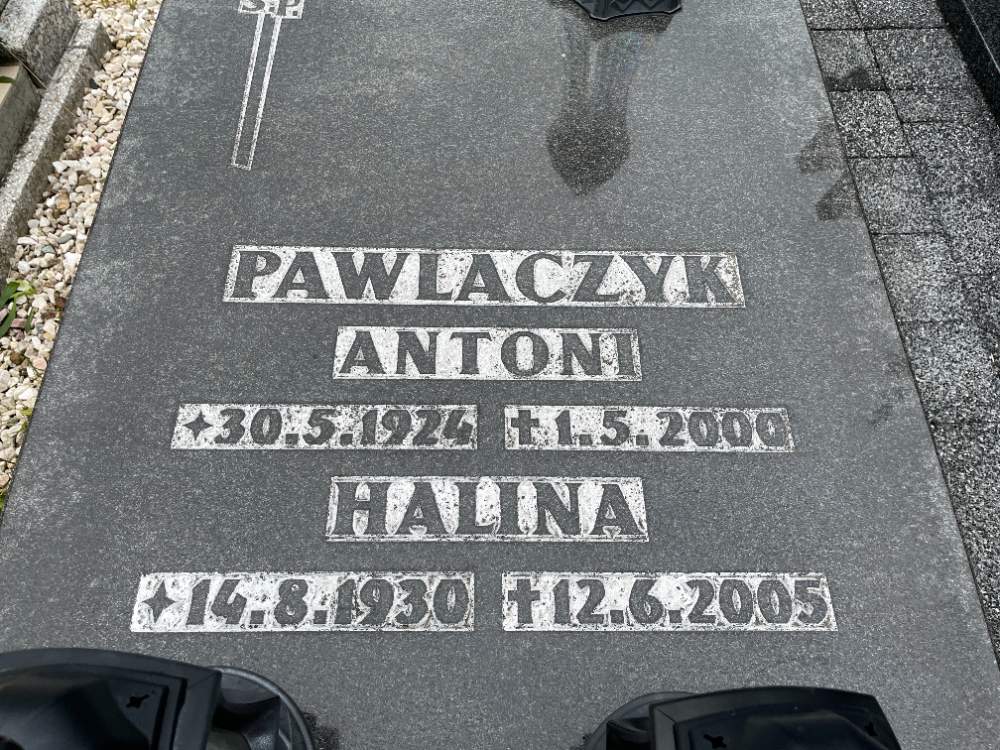 Ś.P.
PAWLACZYK
ANTONI
✦30.5.1924 ✝1.5.2000
HALINA
✦14.8.1930 ✝12.6.2005